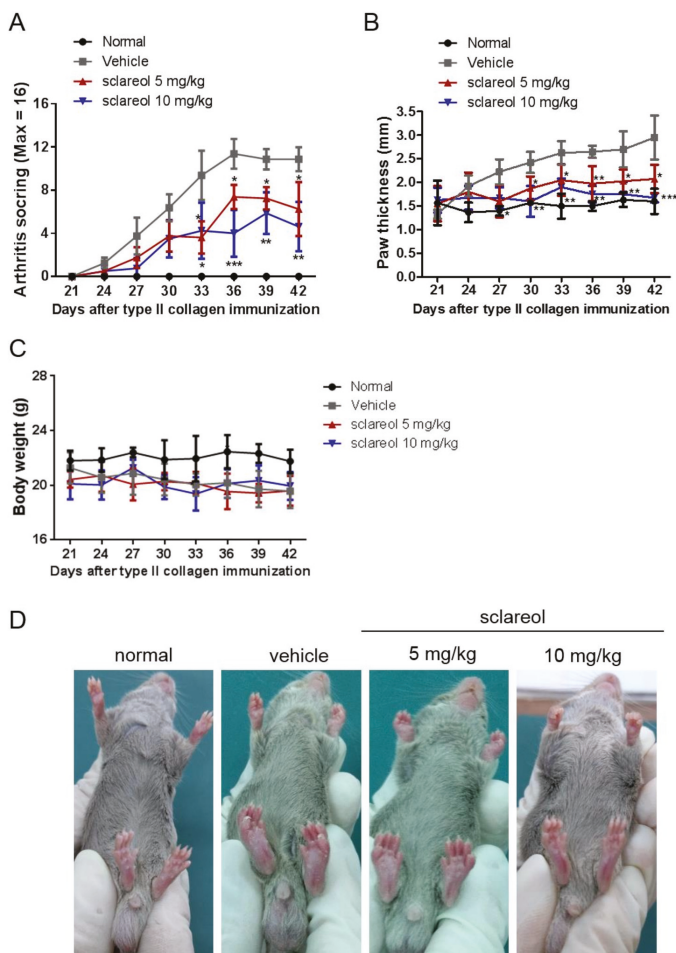 A
Normal
Vehicle
sclareol 5 mg/kg
sclareol 10 mg/kg
Arthritis socring (Max = 16)
16
12
8
4
0
* * * *
* *** ** **
21 24 27 30 33 36 39 42
Days after type II collagen immunization
B
Normal
Vehicle
sclareol 5 mg/kg
sclareol 10 mg/kg
Paw thickness (mm)
3.5
3.0
2.5
2.0
1.5
1.0
0.5
0.0
* * * * *
* ** ** ** ** ***
21 24 27 30 33 36 39 42
Days after type II collagen immunization
C
Normal
Vehicle
sclareol 5 mg/kg
sclareol 10 mg/kg
Body weight (g)
28
24
20
16
21 24 27 30 33 36 39 42
Days after type II collagen immunization
D
sclareol
normal vehicle 5 mg/kg 10 mg/kg